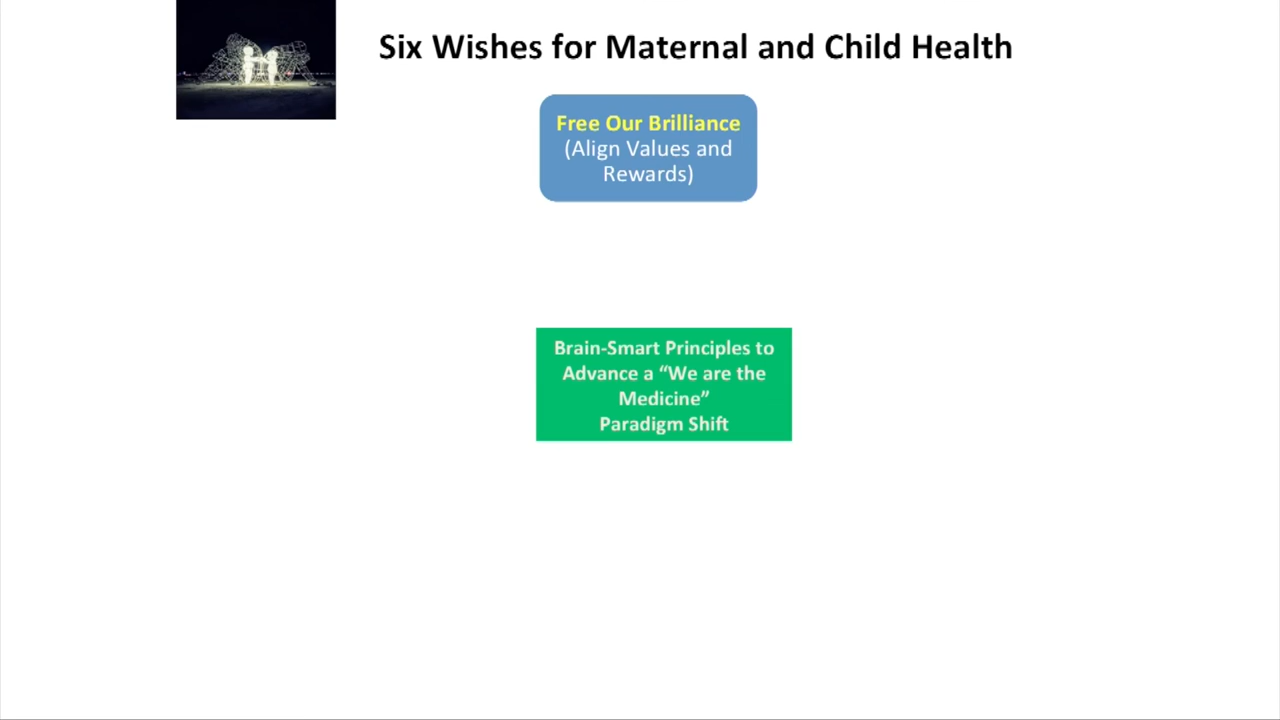 Six Wishes for Maternal and Child Health
Free Our Brilliance
(Align Values and
Rewards)
Brain-Smart Principles to
Advance a “We are the
Medicine”
Paradigm Shift